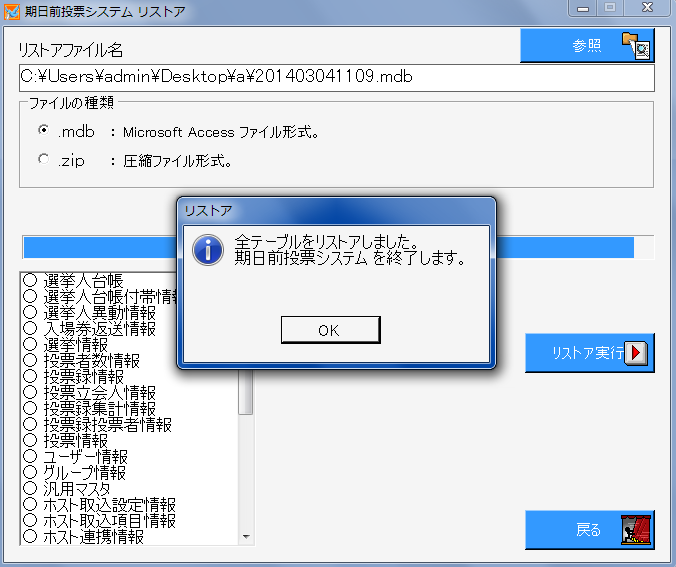 期日前投票システム リストア
リストアファイル名
参照
C:¥Users¥admin¥Desktop¥a¥201403041109.mdb
ファイルの種類
.mdb : Microsoft Access ファイル形式。
.zip : 圧縮ファイル形式。
リストア
全テーブルをリストアしました。
期日前投票システム を終了します。
OK
○ 選挙人台帳
○ 選挙人台帳付帯情
○ 選挙人異動情報
○ 入場券返送情報
○ 選挙情報
○ 投票者数情報
○ 投票録情報
○ 投票立会人情報
○ 投票録集計情報
○ 投票録投票者情報
○ 投票情報
○ ユーザー情報
○ グループ情報
○ 汎用マスタ
○ ホスト取込設定情報
○ ホスト取込項目情報
○ ホスト連携情報
リストア実行
戻る